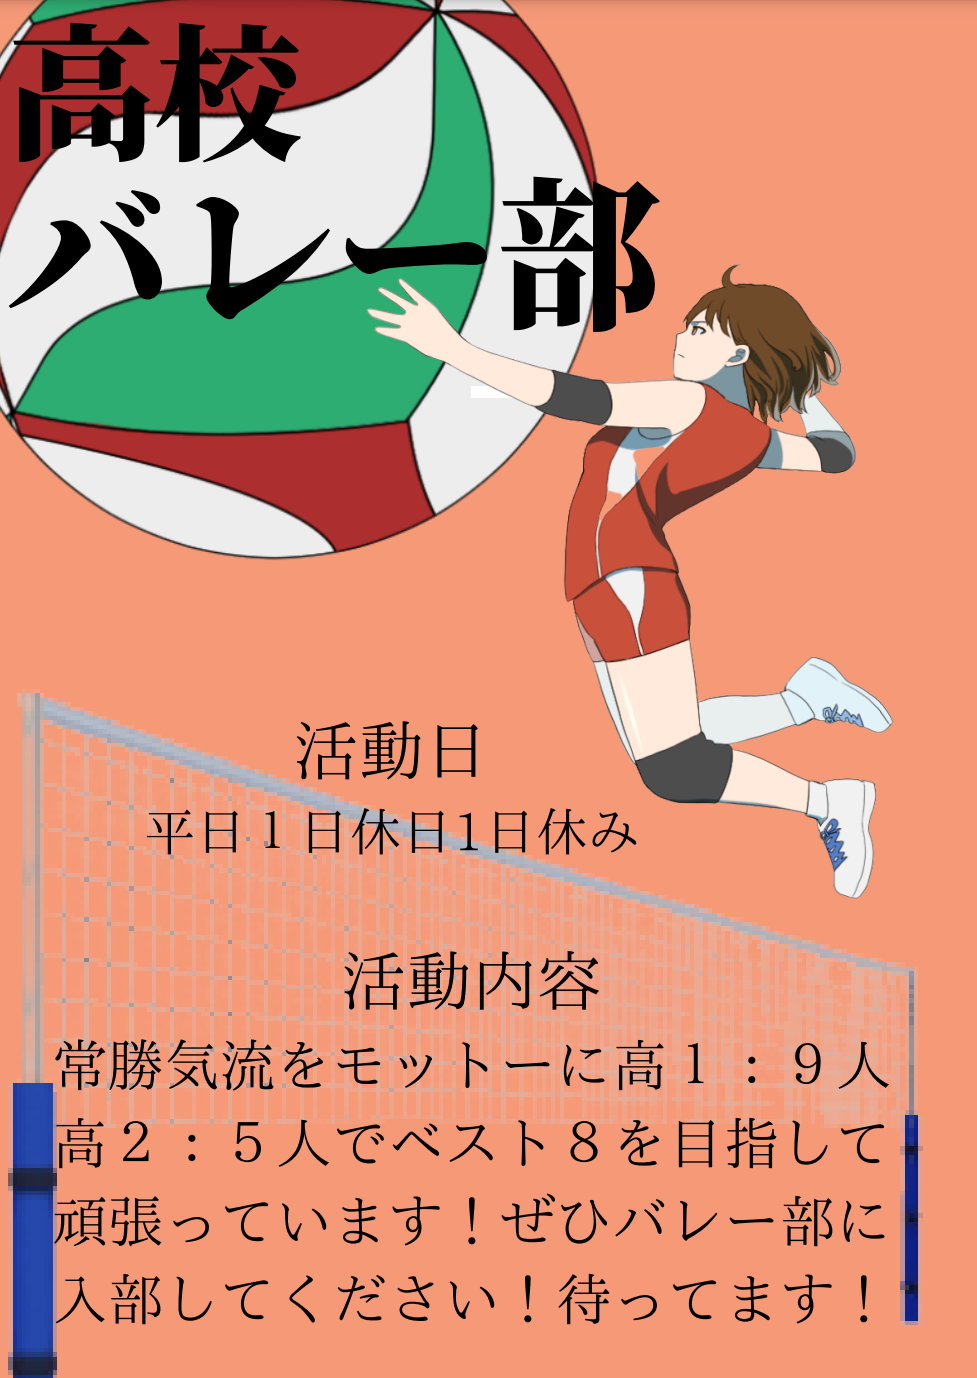 高校
バレー部
活動日
平日１日休日1日休み
活動内容
常勝気流をモットーに高１：９人
高２：５人でベスト８を目指して
頑張っています！ぜひバレー部に
入部してください！待ってます！